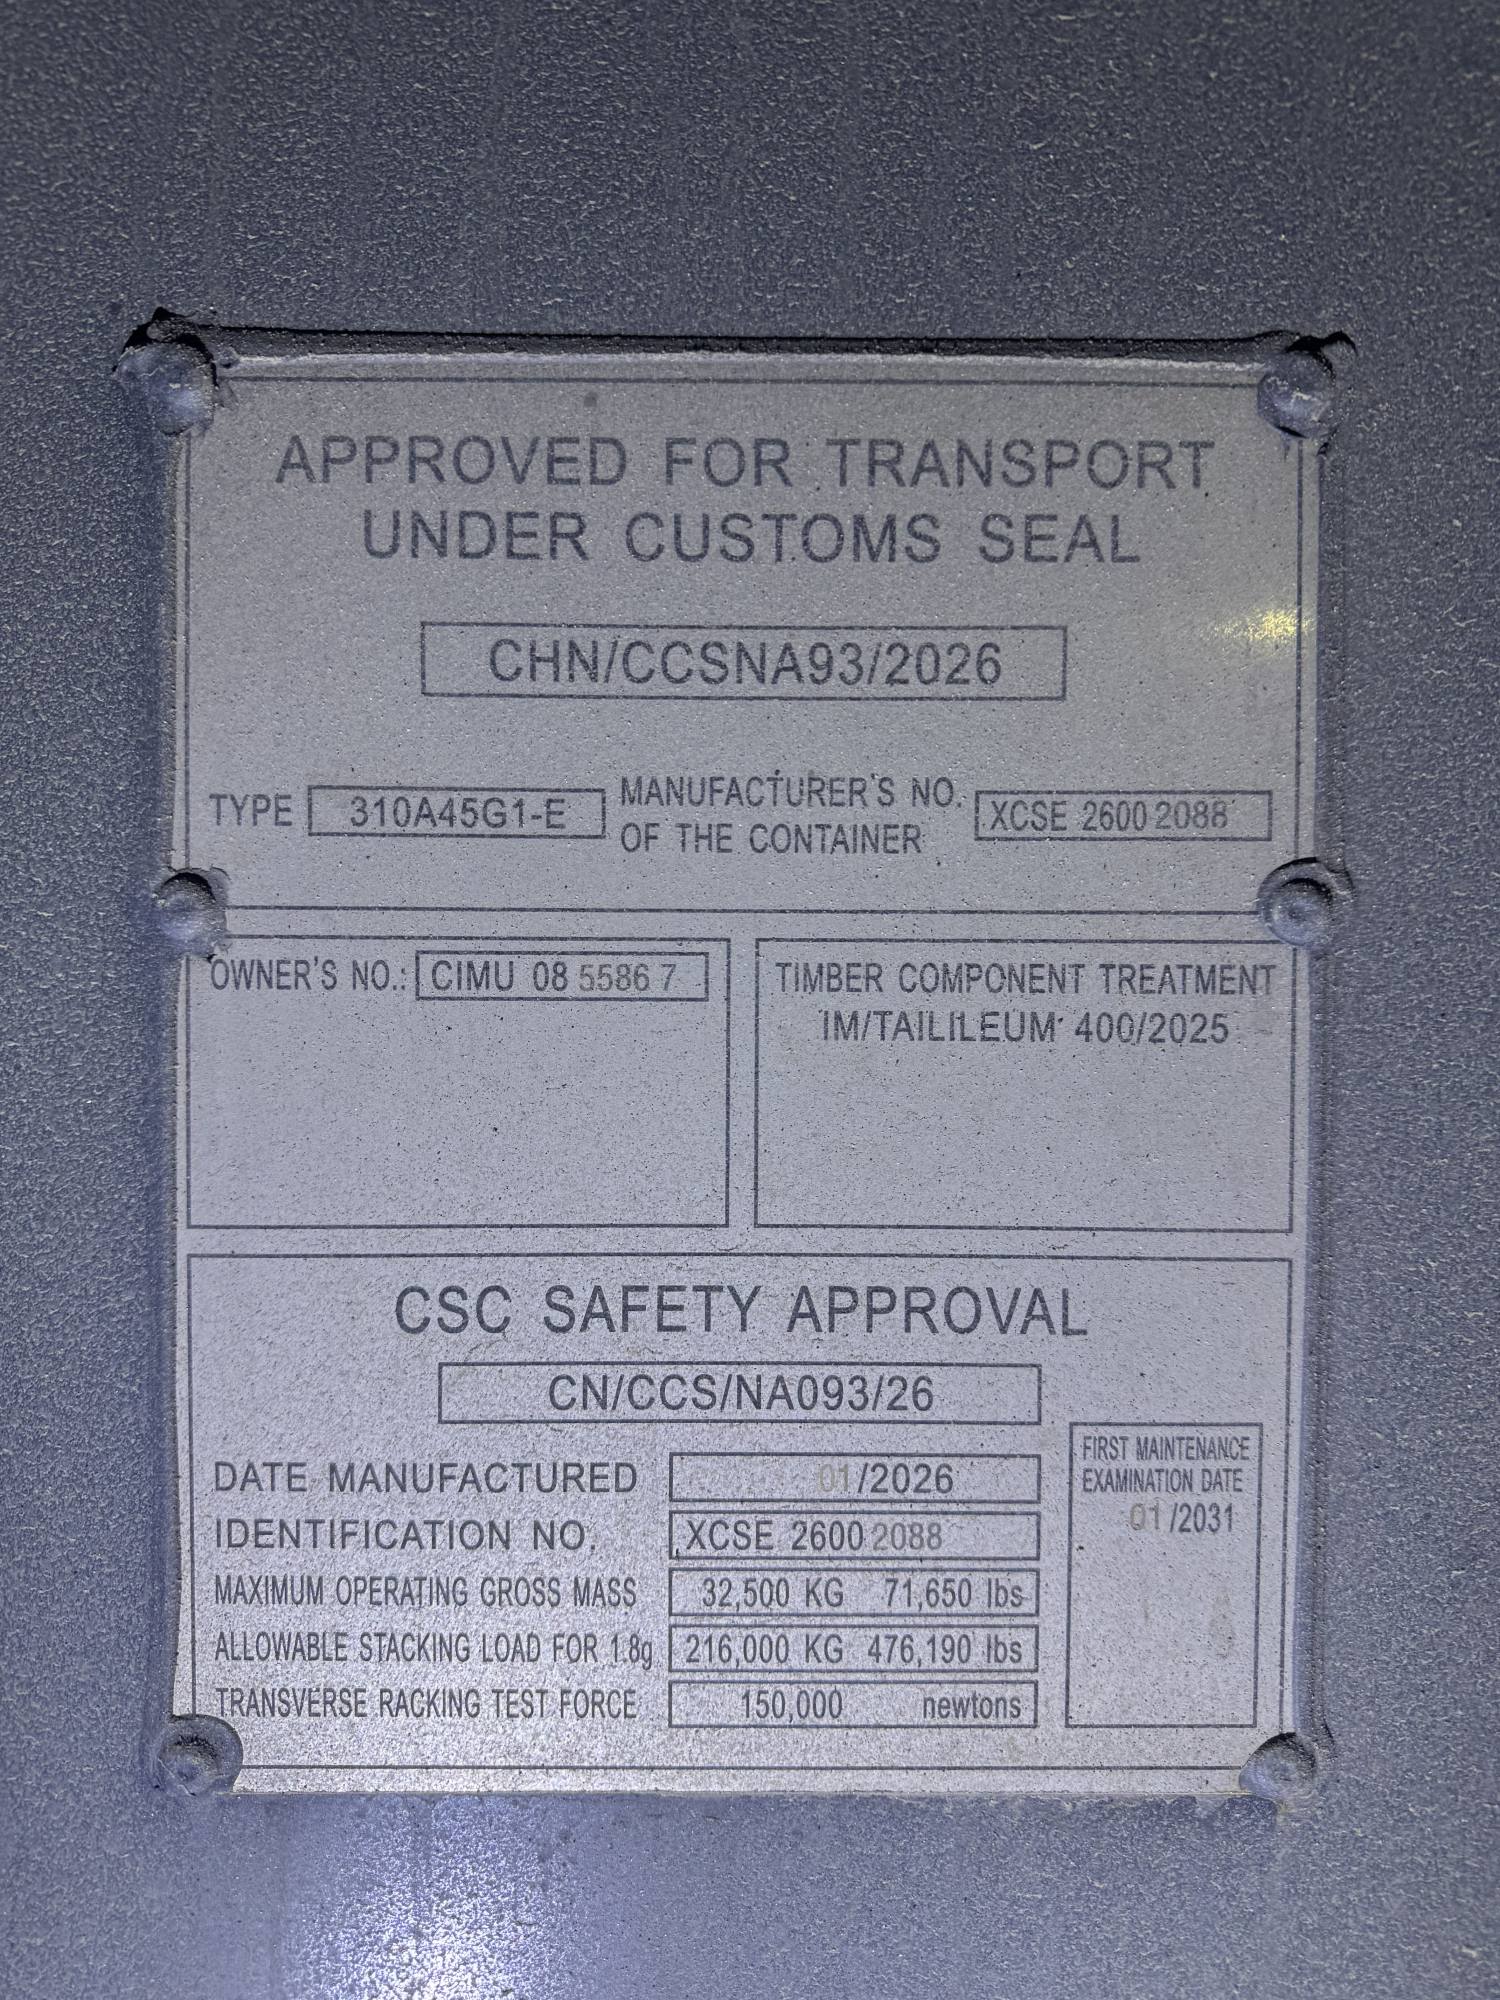 APPROVED FOR TRANSPORT
UNDER CUSTOMS SEAL
CHN/CCSNA93/2026
TYPE 310A45G1-E MANUFACTURER'S NO. OF THE CONTAINER XCSE 2600 2088
OWNER'S NO.: CIMU 08 5586 7
TIMBER COMPONENT TREATMENT
IM/TAILILEUM 400/2025
CSC SAFETY APPROVAL
CN/CCS/NA093/26
DATE MANUFACTURED 01/2026
IDENTIFICATION NO. XCSE 2600 2088
MAXIMUM OPERATING GROSS MASS 32,500 KG 71,650 lbs
ALLOWABLE STACKING LOAD FOR 1.8g 216,000 KG 476,190 lbs
TRANSVERSE RACKING TEST FORCE 150,000 newtons
FIRST MAINTENANCE
EXAMINATION DATE
01/2031